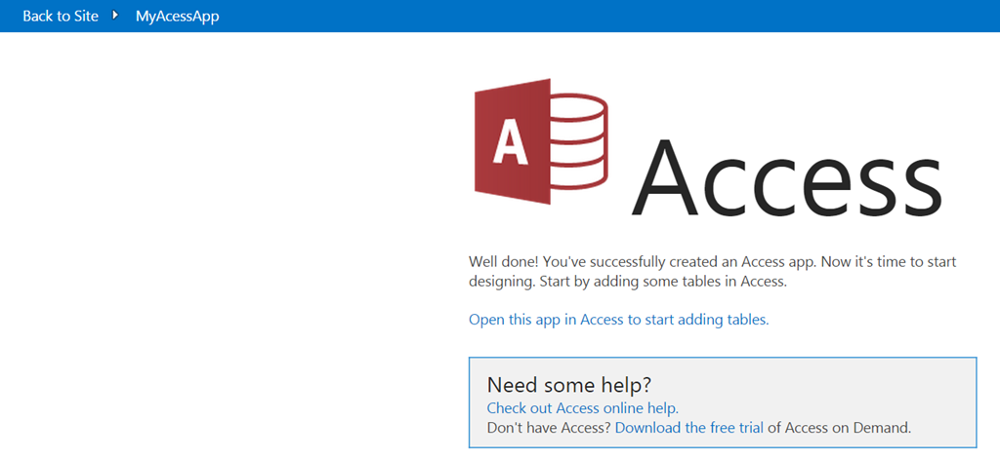 Back to Site MyAcessApp
A
Access
Well done! You've successfully created an Access app. Now it's time to start
designing. Start by adding some tables in Access.
Open this app in Access to start adding tables.
Need some help?
Check out Access online help.
Don't have Access? Download the free trial of Access on Demand.